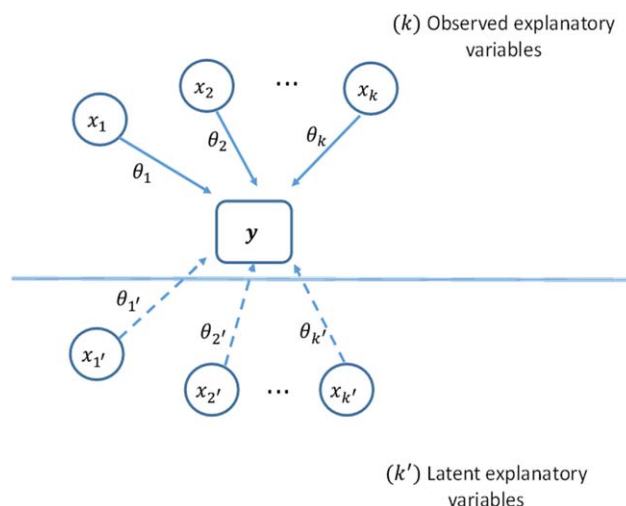 (k) Observed explanatory
variables
x₁
x₂
...
xₖ
θ₁
θ₂
θₖ
y
θ₁′
θ₂′
θₖ′
x₁′
x₂′
...
xₖ′
(k′) Latent explanatory
variables